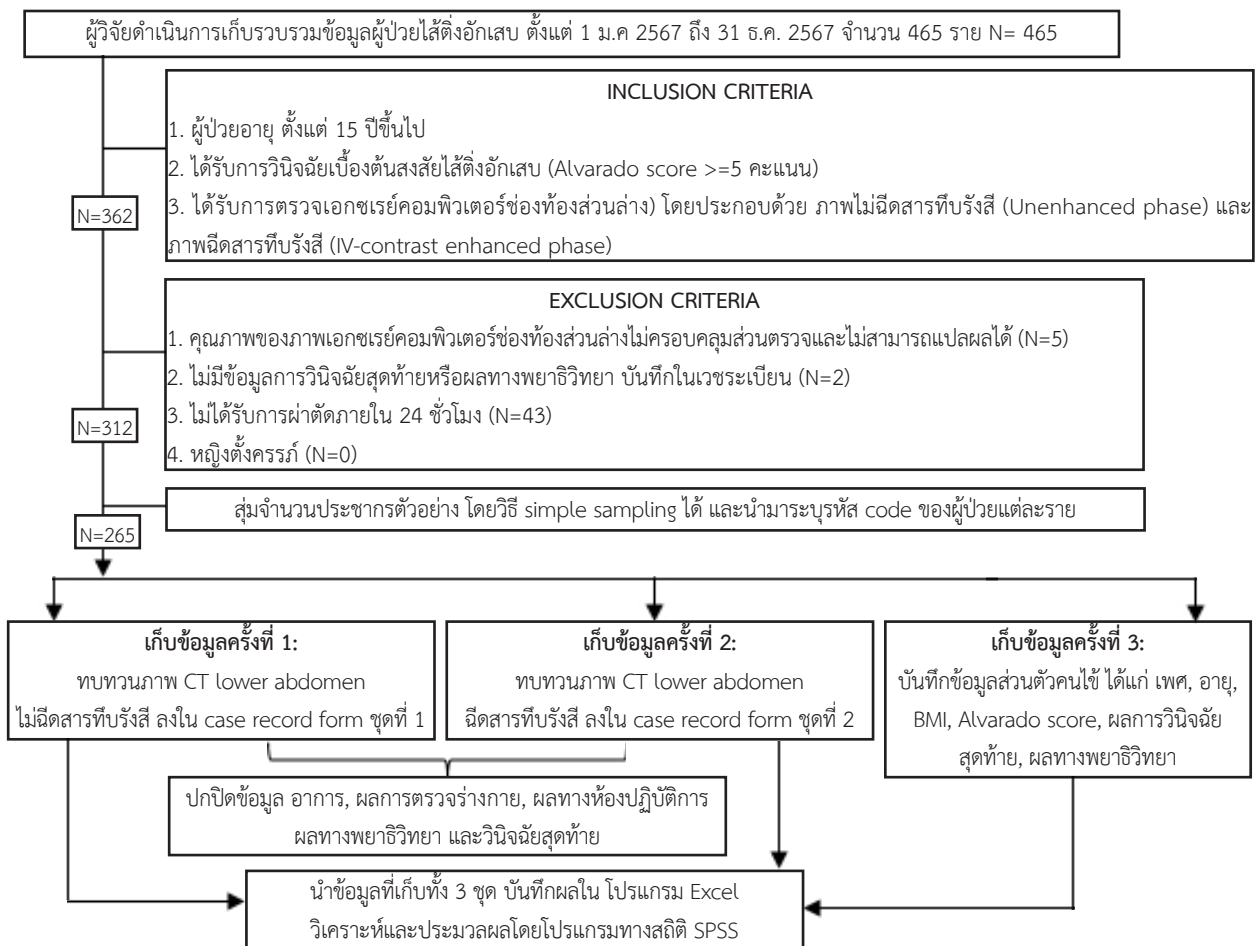 ผู้วิจัยดำเนินการเก็บรวบรวมข้อมูลผู้ป่วยไส้ติ่งอักเสบ ตั้งแต่ 1 ม.ค 2567 ถึง 31 ธ.ค. 2567 จำนวน 465 ราย N= 465
INCLUSION CRITERIA
1. ผู้ป่วยอายุ ตั้งแต่ 15 ปีขึ้นไป
2. ได้รับการวินิจฉัยเบื้องต้นสงสัยไส้ติ่งอักเสบ (Alvarado score >=5 คะแนน)
3. ได้รับการตรวจเอกซเรย์คอมพิวเตอร์ช่องท้องส่วนล่าง) โดยประกอบด้วย ภาพไม่ฉีดสารทึบรังสี (Unenhanced phase) และ
ภาพฉีดสารทึบรังสี (IV-contrast enhanced phase)
N=362
EXCLUSION CRITERIA
1. คุณภาพของภาพเอกซเรย์คอมพิวเตอร์ช่องท้องส่วนล่างไม่ครอบคลุมส่วนตรวจและไม่สามารถแปลผลได้ (N=5)
2. ไม่มีข้อมูลการวินิจฉัยสุดท้ายหรือผลทางพยาธิวิทยา บันทึกในเวชระเบียน (N=2)
3. ไม่ได้รับการผ่าตัดภายใน 24 ชั่วโมง (N=43)
4. หญิงตั้งครรภ์ (N=0)
N=312
สุ่มจำนวนประชากรตัวอย่าง โดยวิธี simple sampling ได้ และนำมาระบุรหัส code ของผู้ป่วยแต่ละราย
N=265
เก็บข้อมูลครั้งที่ 1:
ทบทวนภาพ CT lower abdomen
ไม่ฉีดสารทึบรังสี ลงใน case record form ชุดที่ 1
เก็บข้อมูลครั้งที่ 2:
ทบทวนภาพ CT lower abdomen
ฉีดสารทึบรังสี ลงใน case record form ชุดที่ 2
เก็บข้อมูลครั้งที่ 3:
บันทึกข้อมูลส่วนตัวคนไข้ ได้แก่ เพศ, อายุ,
BMI, Alvarado score, ผลการวินิจฉัย
สุดท้าย, ผลทางพยาธิวิทยา
ปกปิดข้อมูล อาการ, ผลการตรวจร่างกาย, ผลทางห้องปฏิบัติการ
ผลทางพยาธิวิทยา และวินิจฉัยสุดท้าย
นำข้อมูลที่เก็บทั้ง 3 ชุด บันทึกผลใน โปรแกรม Excel
วิเคราะห์และประมวลผลโดยโปรแกรมทางสถิติ SPSS